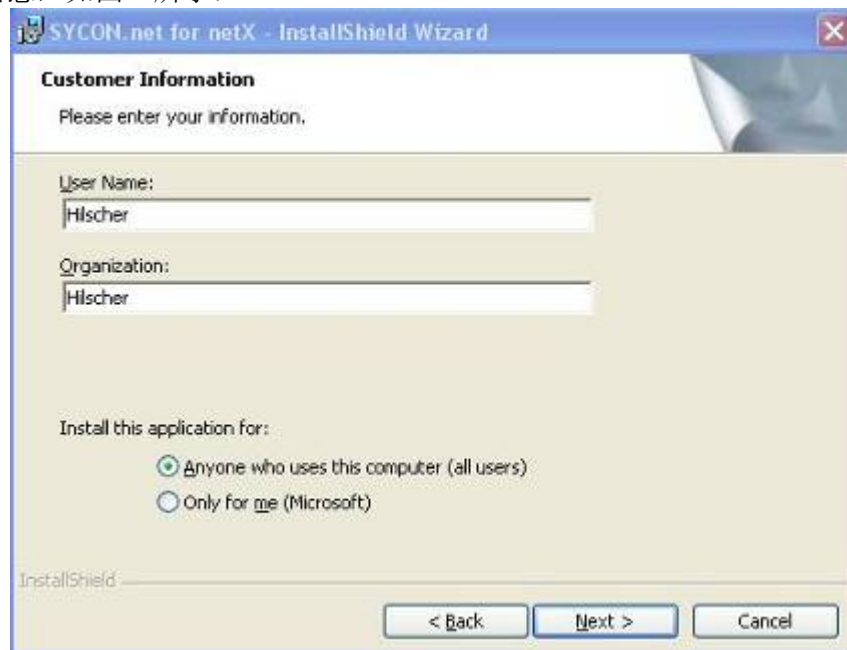 SYCON.net for netX - InstallShield Wizard
Customer Information
Please enter your information.
User Name:
Hilscher
Organization:
Hilscher
Install this application for:
Anyone who uses this computer (all users)
Only for me (Microsoft)
InstallShield
< Back Next > Cancel